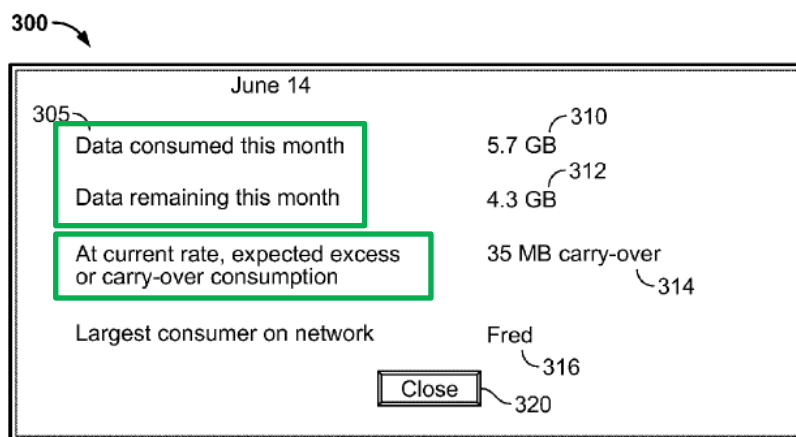 300
June 14
305
310
Data consumed this month 5.7 GB
312
Data remaining this month 4.3 GB
At current rate, expected excess 35 MB carry-over
or carry-over consumption
314
Largest consumer on network Fred
316
Close
320